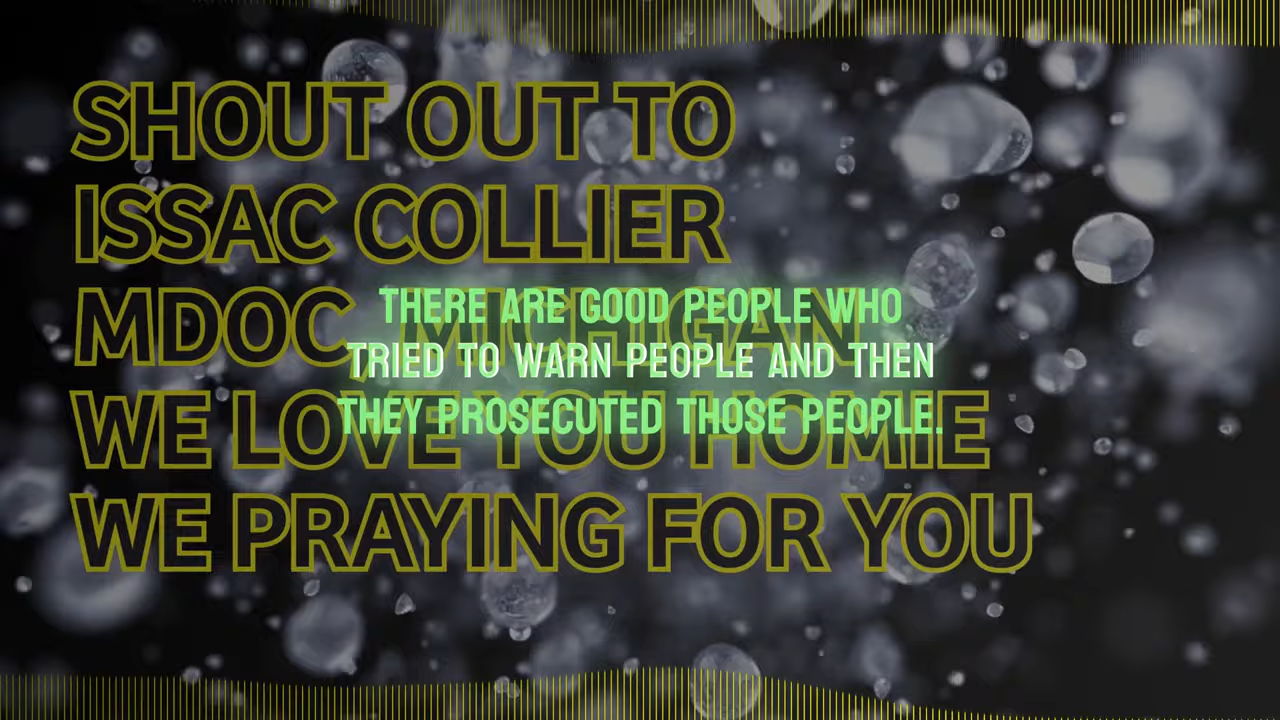 SHOUT OUT TO
ISSAC COLLIER
MDOC, MICHIGAN
WE LOVE YOU HOMIE
WE PRAYING FOR YOU
THERE ARE GOOD PEOPLE WHO
TRIED TO WARN PEOPLE AND THEN
THEY PROSECUTED THOSE PEOPLE.